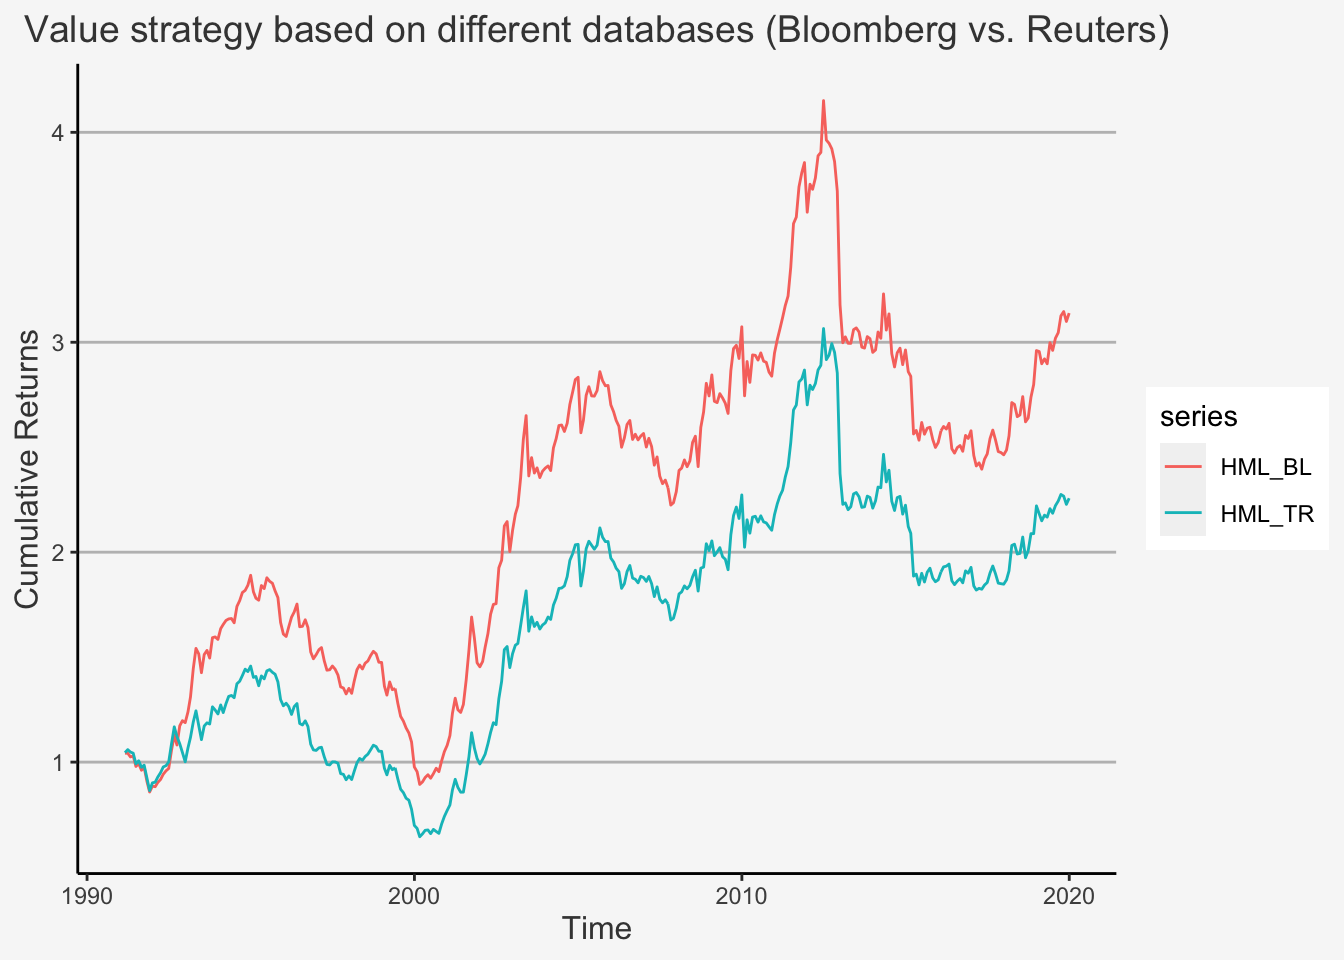 Value strategy based on different databases (Bloomberg vs. Reuters)
Cumulative Returns
4
3
2
1
1990
2000
2010
2020
Time
series
HML_BL
HML_TR